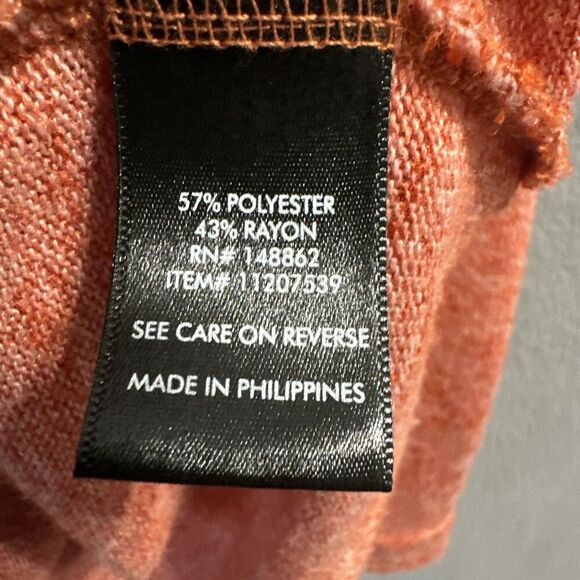 57% POLYESTER
43% RAYON
RN# 148862
ITEM# 11207539
SEE CARE ON REVERSE
MADE IN PHILIPPINES